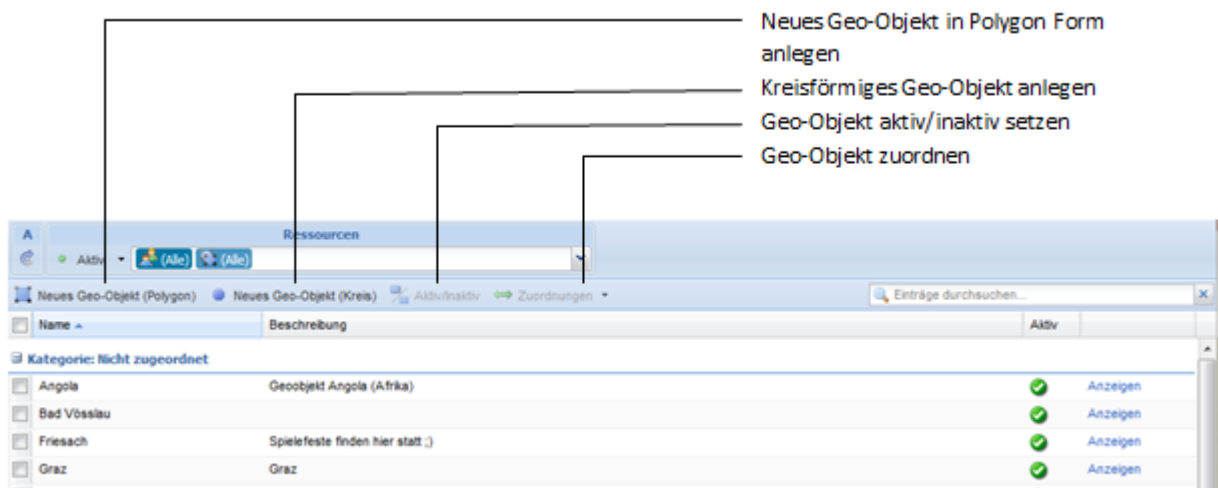 Neues Geo-Objekt in Polygon Form
anlegen
Kreisförmiges Geo-Objekt anlegen
Geo-Objekt aktiv/inaktiv setzen
Geo-Objekt zuordnen
A Ressourcen
Aktiv (Alle) (Alle)
Neues Geo-Objekt (Polygon) Neues Geo-Objekt (Kreis) Aktiv/Inaktiv Zuordnungen Einträge durchsuchen...
Name Beschreibung Aktiv
Kategorie: Nicht zugeordnet
Angola Geoobjekt Angola (Afrika) Anzeigen
Bad Vösslau Anzeigen
Friesach Spielefeste finden hier statt ;) Anzeigen
Graz Graz Anzeigen